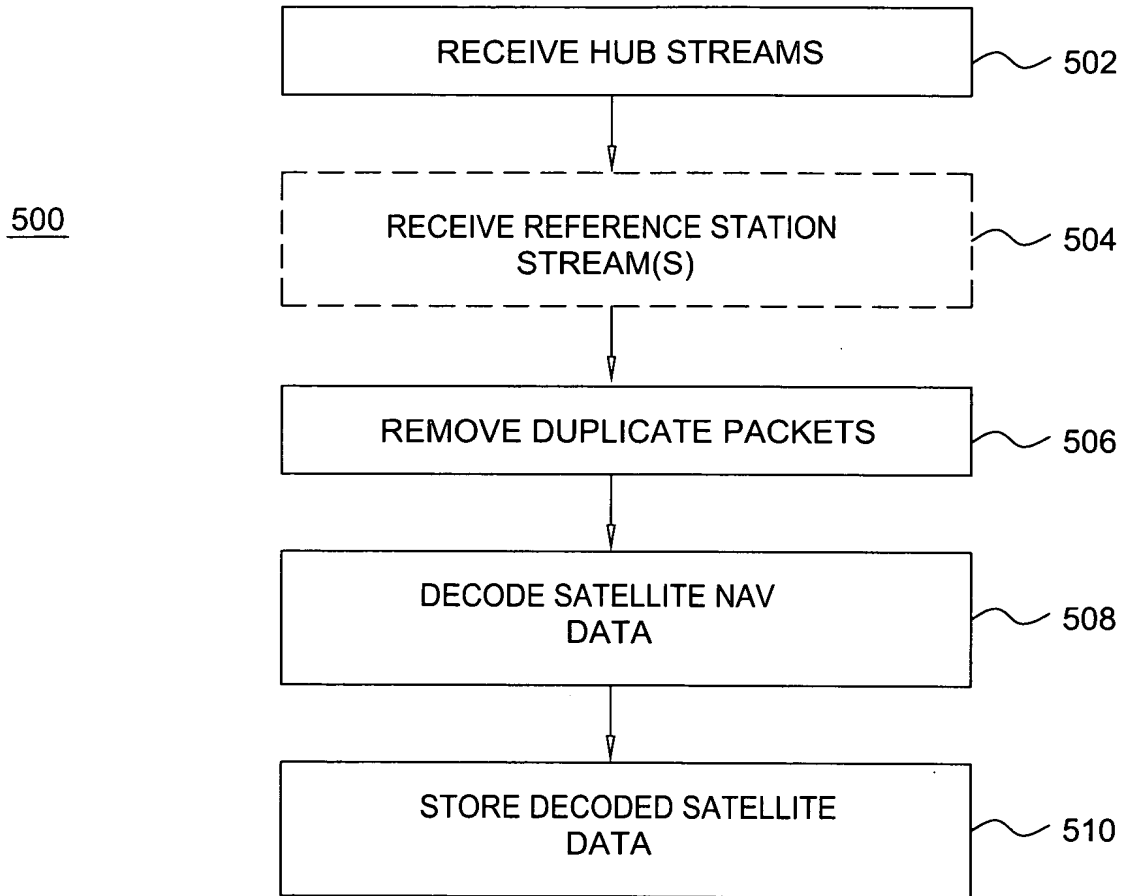 RECEIVE HUB STREAMS
502
500
RECEIVE REFERENCE STATION
STREAM(S)
504
REMOVE DUPLICATE PACKETS
506
DECODE SATELLITE NAV
DATA
508
STORE DECODED SATELLITE
DATA
510